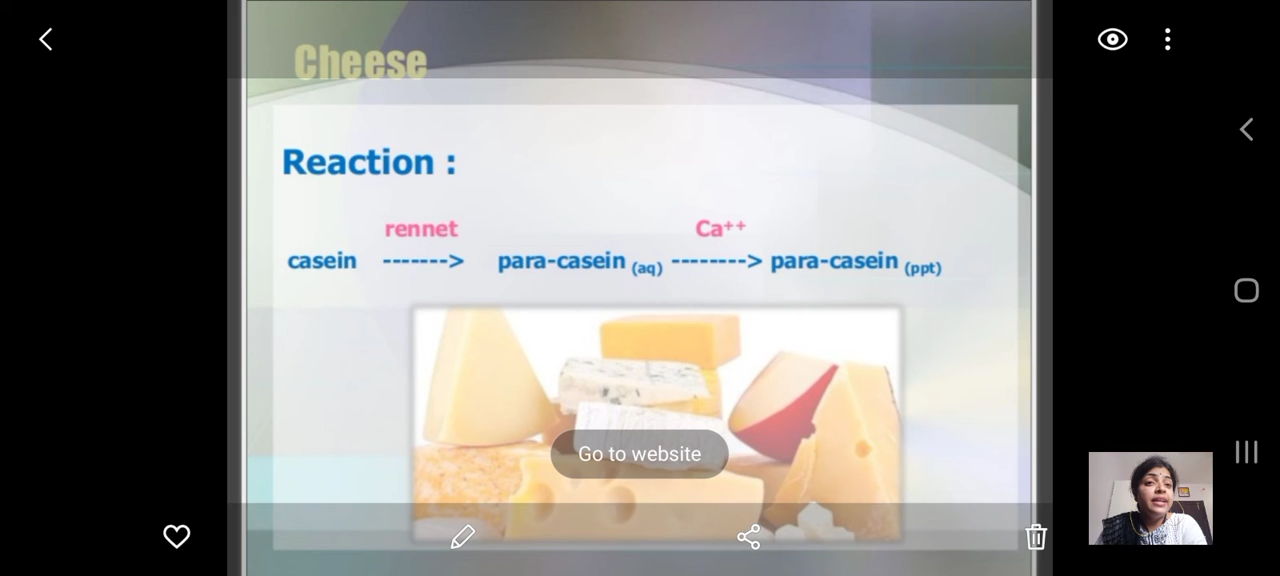 Cheese
Reaction :
rennet Ca⁺⁺
casein -------> para-casein (aq) --------> para-casein (ppt)
Go to website